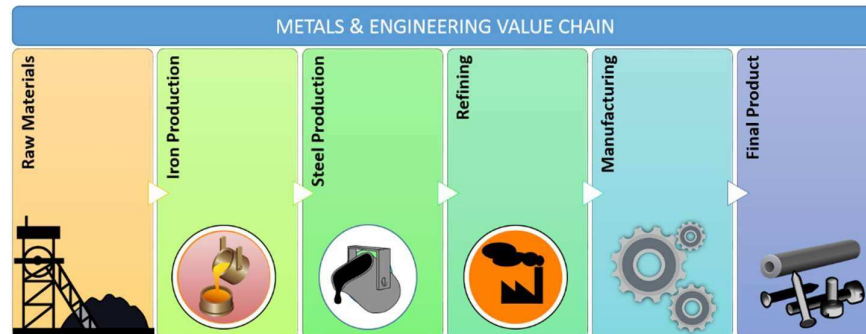 METALS & ENGINEERING VALUE CHAIN
Raw Materials
Iron Production
Steel Production
Refining
Manufacturing
Final Product